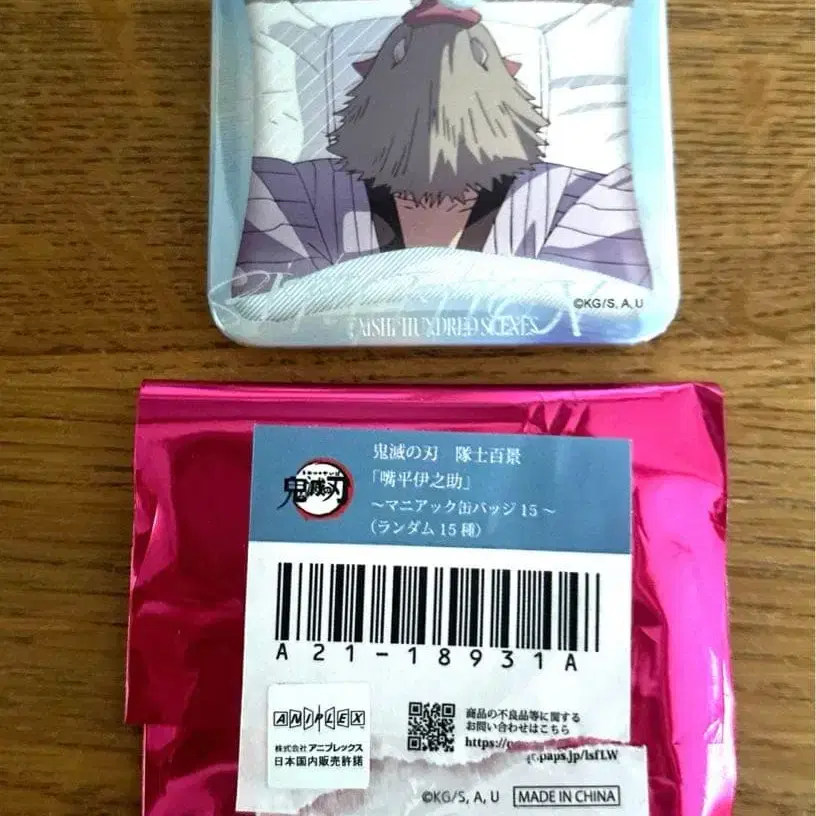 ©KG/S, A, U
HUNDRED SCENES
鬼滅の刃 隊士百景
鬼滅の刃
「嘴平伊之助」
～マニアック缶バッジ 15～
（ランダム 15 種）
A21-18931A
ANIPLEX
株式会社 アニプレックス
日本国内販売許諾
商品の不良品等に関する
お問い合わせはこちら
paps.jp/lsfLW
©KG/S, A, U
MADE IN CHINA